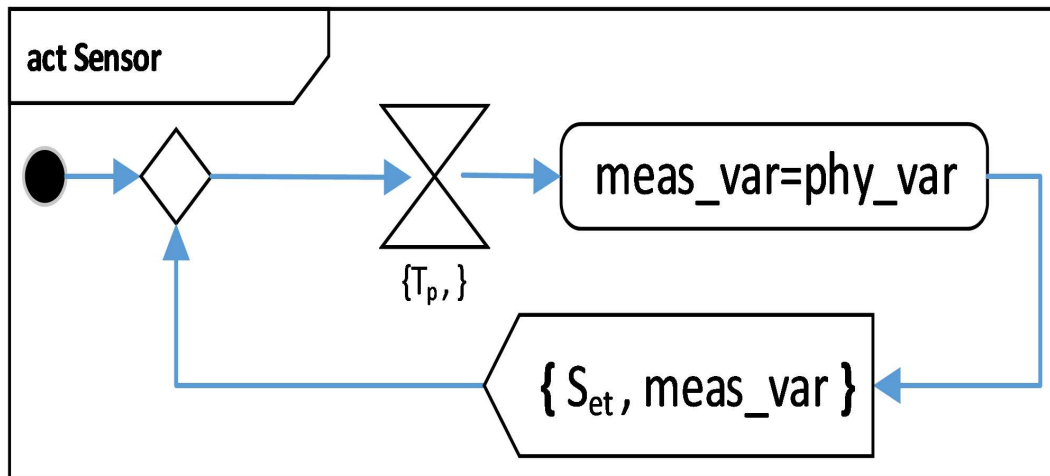 act Sensor
meas_var=phy_var
{Tp, }
{ Set , meas_var }